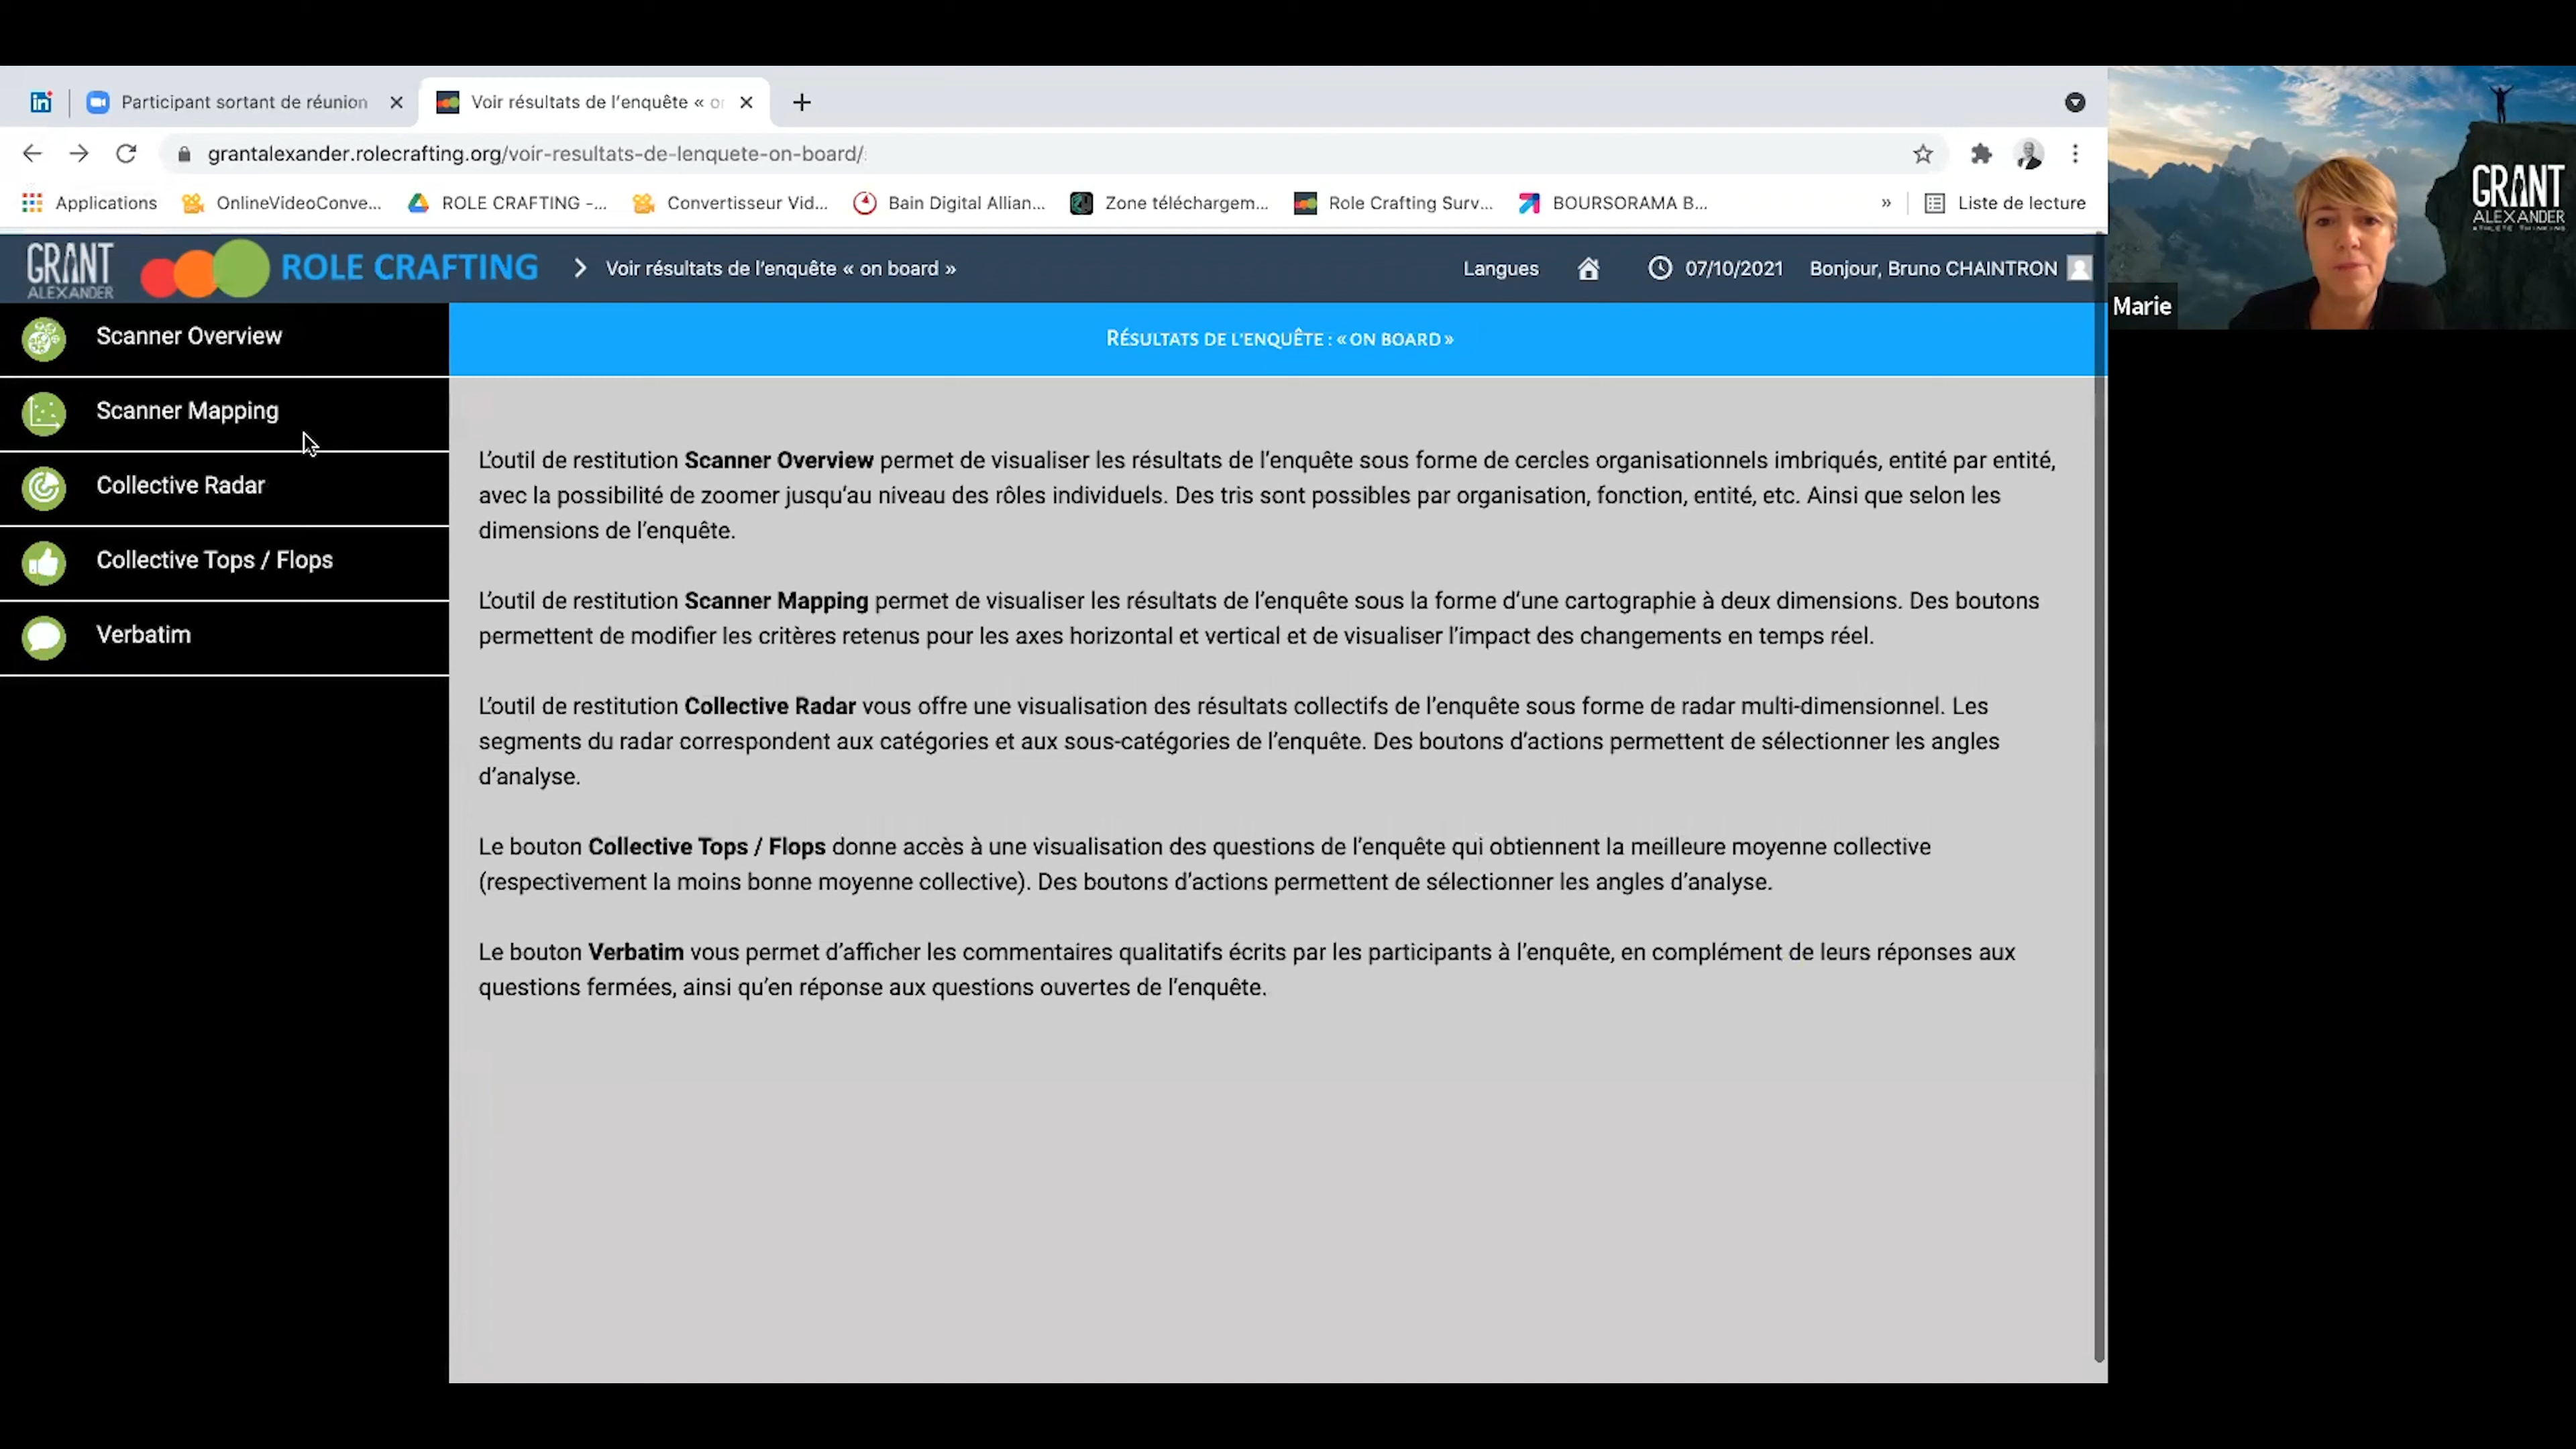 Participant sortant de réunion
Voir résultats de l'enquête « o
grantalexander.rolecrafting.org/voir-resultats-de-lenquete-on-board/
Applications
OnlineVideoConve...
ROLE CRAFTING -...
Convertisseur Vid...
Bain Digital Allian...
Zone téléchargem...
Role Crafting Surv...
BOURSORAMA B...
»
Liste de lecture
GRANT
ALEXANDER
ROLE CRAFTING
Voir résultats de l'enquête « on board »
Langues
07/10/2021
Bonjour, Bruno CHAINTRON
GRANT
ALEXANDER
ATHLETE THINKING
Marie
Scanner Overview
Scanner Mapping
Collective Radar
Collective Tops / Flops
Verbatim
RÉSULTATS DE L'ENQUÊTE : « ON BOARD »
L'outil de restitution Scanner Overview permet de visualiser les résultats de l'enquête sous forme de cercles organisationnels imbriqués, entité par entité,
avec la possibilité de zoomer jusqu'au niveau des rôles individuels. Des tris sont possibles par organisation, fonction, entité, etc. Ainsi que selon les
dimensions de l'enquête.
L'outil de restitution Scanner Mapping permet de visualiser les résultats de l'enquête sous la forme d'une cartographie à deux dimensions. Des boutons
permettent de modifier les critères retenus pour les axes horizontal et vertical et de visualiser l'impact des changements en temps réel.
L'outil de restitution Collective Radar vous offre une visualisation des résultats collectifs de l'enquête sous forme de radar multi-dimensionnel. Les
segments du radar correspondent aux catégories et aux sous-catégories de l'enquête. Des boutons d'actions permettent de sélectionner les angles
d'analyse.
Le bouton Collective Tops / Flops donne accès à une visualisation des questions de l'enquête qui obtiennent la meilleure moyenne collective
(respectivement la moins bonne moyenne collective). Des boutons d'actions permettent de sélectionner les angles d'analyse.
Le bouton Verbatim vous permet d'afficher les commentaires qualitatifs écrits par les participants à l'enquête, en complément de leurs réponses aux
questions fermées, ainsi qu'en réponse aux questions ouvertes de l'enquête.